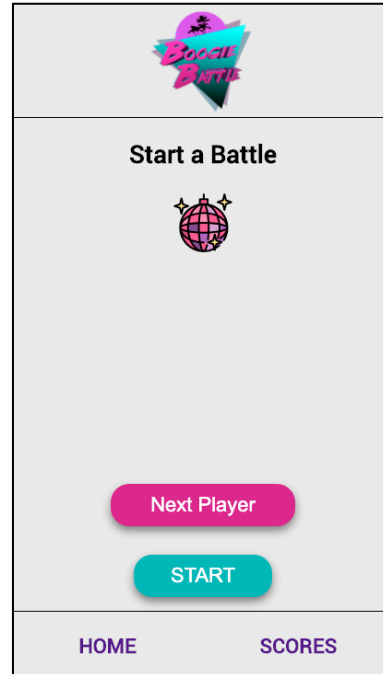 BOOGIE
BATTLE
Start a Battle
Next Player
START
HOME SCORES